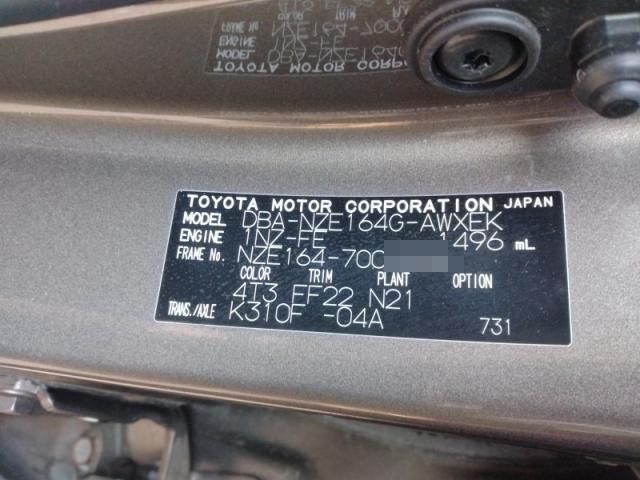 TOYOTA MOTOR CORPORATION JAPAN
MODEL DBA-NZE164G-AWXEK
ENGINE 1NZ-FE 1496 mL
FRAME No. NZE164-700
COLOR TRIM PLANT OPTION
4T3 EF22 N21
TRANS./AXLE K310F -04A
731